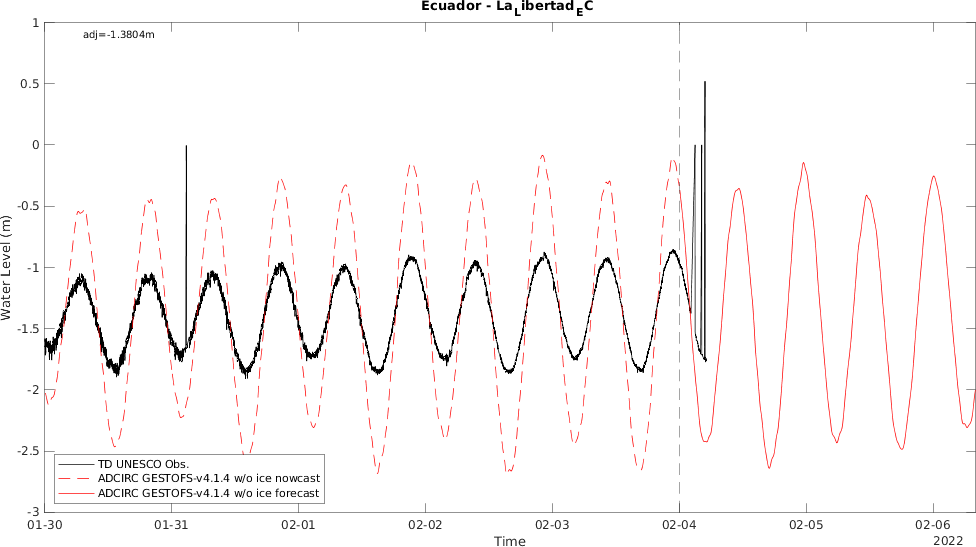 Ecuador - LaLibertadEC
adj=-1.3804m
1
0.5
0
-0.5
-1
-1.5
-2
-2.5
-3
Water Level (m)
TD UNESCO Obs.
ADCIRC GESTOFS-v4.1.4 w/o ice nowcast
ADCIRC GESTOFS-v4.1.4 w/o ice forecast
01-30 01-31 02-01 02-02 02-03 02-04 02-05 02-06
Time
2022